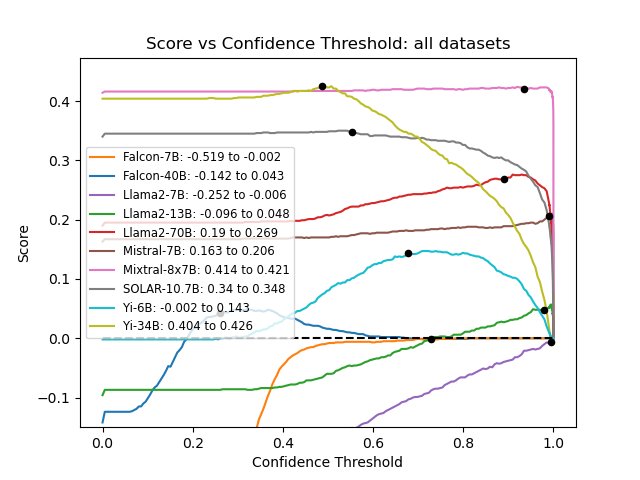 Score vs Confidence Threshold: all datasets
0.4
0.3
0.2
0.1
0.0
−0.1
Score
Falcon-7B: -0.519 to -0.002
Falcon-40B: -0.142 to 0.043
Llama2-7B: -0.252 to -0.006
Llama2-13B: -0.096 to 0.048
Llama2-70B: 0.19 to 0.269
Mistral-7B: 0.163 to 0.206
Mixtral-8x7B: 0.414 to 0.421
SOLAR-10.7B: 0.34 to 0.348
Yi-6B: -0.002 to 0.143
Yi-34B: 0.404 to 0.426
0.0 0.2 0.4 0.6 0.8 1.0
Confidence Threshold